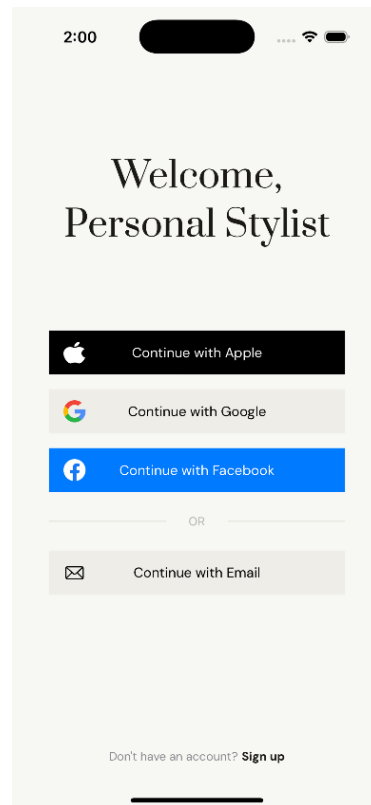 2:00
Welcome,
Personal Stylist
Continue with Apple
Continue with Google
Continue with Facebook
OR
Continue with Email
Don't have an account? Sign up